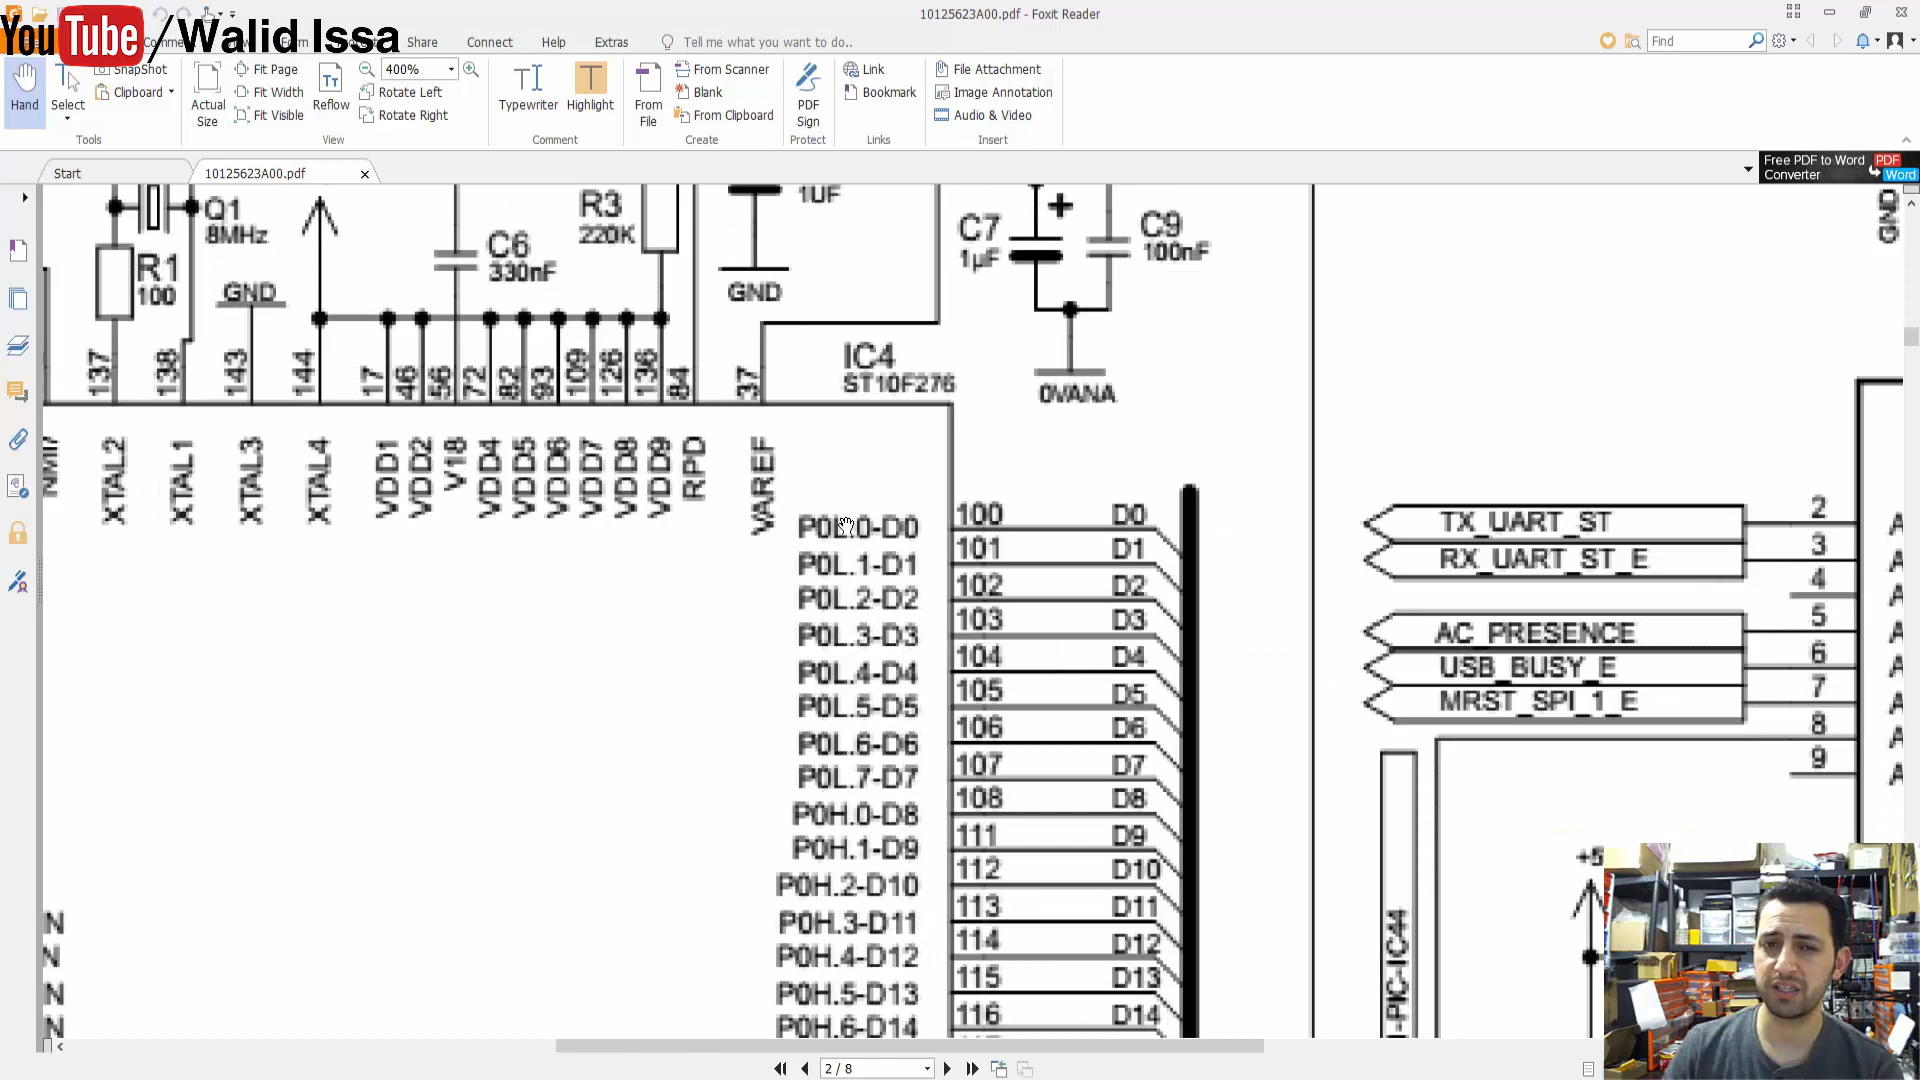 10125623A00.pdf - Foxit Reader
YouTube/Walid Issa
Share
Connect
Help
Extras
Tell me what you want to do..
Find
Hand
Select
SnapShot
Clipboard
Tools
Actual Size
Fit Page
Fit Width
Fit Visible
Reflow
400%
Rotate Left
Rotate Right
View
Typewriter
Highlight
Comment
From File
From Scanner
Blank
From Clipboard
Create
PDF Sign
Protect
Link
Bookmark
Links
File Attachment
Image Annotation
Audio & Video
Insert
Start
10125623A00.pdf
Free PDF to Word
Converter
PDF
Word
Q1
8MHz
R1
100
GND
C6
330nF
R3
220K
1UF
GND
C7
1µF
C9
100nF
0VANA
GND
IC4
ST10F276
137 138 143 144 17 46 56 72 82 93 109 126 136 84 37
XTAL2 XTAL1 XTAL3 XTAL4 VDD1 VDD2 V18 VDD4 VDD5 VDD6 VDD7 VDD8 VDD9 RPD VAREF
P0L.0-D0 100 D0
P0L.1-D1 101 D1
P0L.2-D2 102 D2
P0L.3-D3 103 D3
P0L.4-D4 104 D4
P0L.5-D5 105 D5
P0L.6-D6 106 D6
P0L.7-D7 107 D7
P0H.0-D8 108 D8
P0H.1-D9 111 D9
P0H.2-D10 112 D10
P0H.3-D11 113 D11
P0H.4-D12 114 D12
P0H.5-D13 115 D13
P0H.6-D14 116 D14
N
N
N
N
TX_UART_ST 2
RX_UART_ST_E 3
4
AC_PRESENCE 5
USB_BUSY_E 6
MRST_SPI_1_E 7
8
9
-PIC-IC44
+5
2 / 8